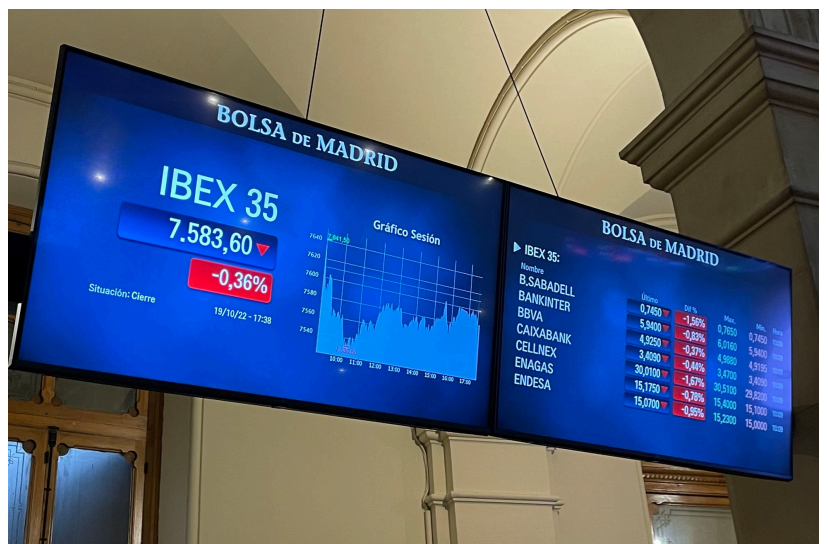 BOLSA DE MADRID
IBEX 35
7.583,60
-0,36%
Situación: Cierre
19/10/22 - 17:38
Gráfico Sesión
7640
7620
7600
7580
7560
7540
10:00 11:00 12:00 13:00 14:00 15:00 16:00 17:00
BOLSA DE MADRID
IBEX 35:
Nombre Último Dif % Max. Min. Hora
B.SABADELL 0,7450 -1,56% 0,7650 0,7450
BANKINTER 5,9400 -0,83% 6,0160 5,9400
BBVA 4,9250 -0,37% 4,9880 4,9195
CAIXABANK 3,4090 -0,44% 3,4700 3,4090
CELLNEX 30,0100 -1,67% 30,5100 29,8200
ENAGAS 15,1750 -0,78% 15,4000 15,1000
ENDESA 15,0700 -0,95% 15,2300 15,0000